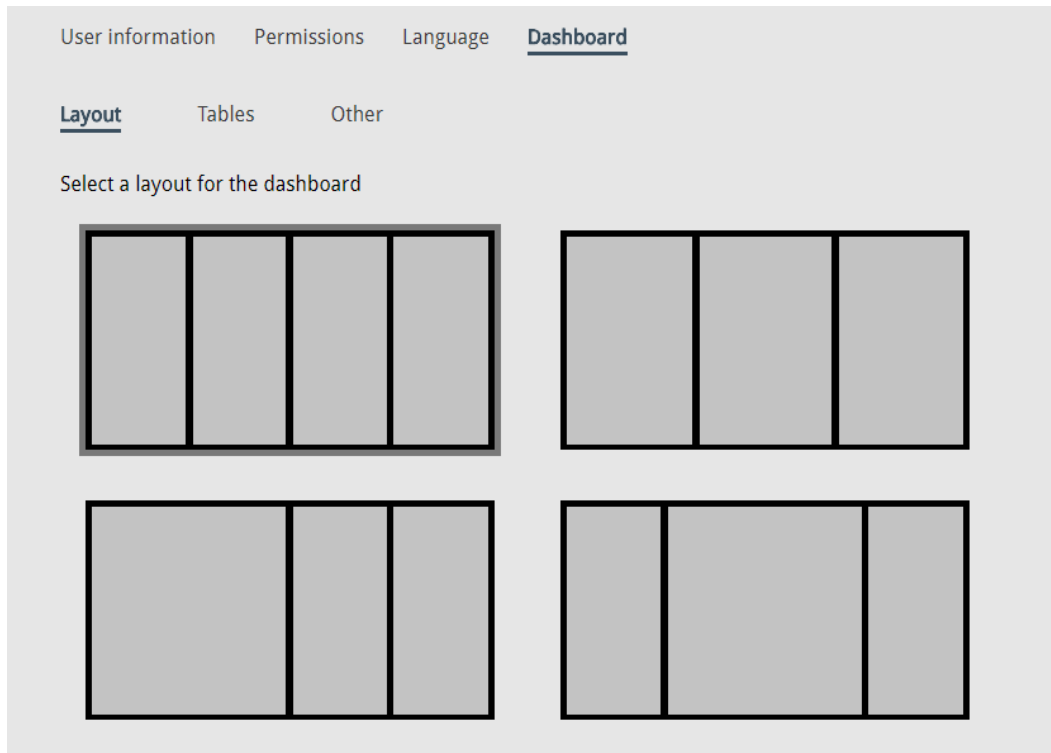 User information Permissions Language Dashboard
Layout Tables Other
Select a layout for the dashboard